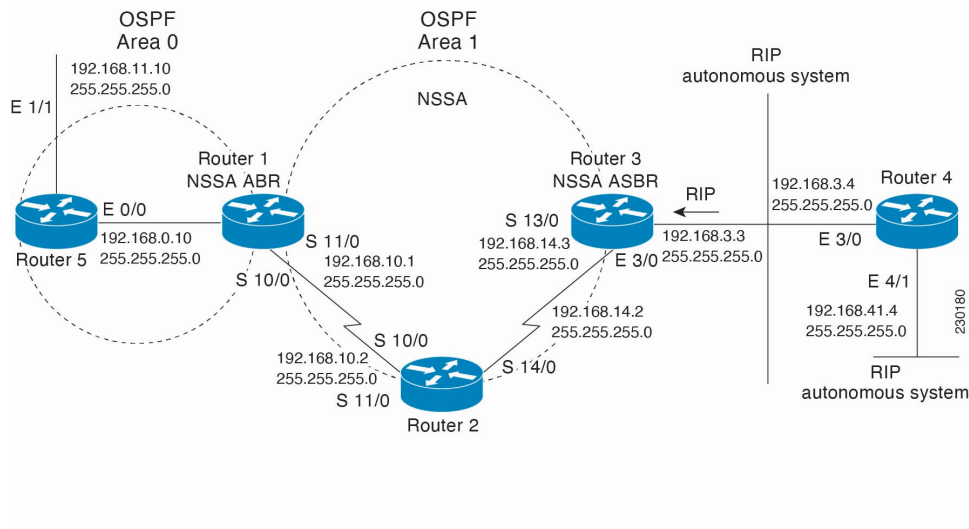 OSPF
Area 0
OSPF
Area 1
RIP
autonomous system
192.168.11.10
255.255.255.0
E 1/1
NSSA
Router 1
NSSA ABR
Router 3
NSSA ASBR
RIP
192.168.3.4
255.255.255.0
Router 4
E 0/0
192.168.0.10
255.255.255.0
Router 5
S 11/0
192.168.10.1
255.255.255.0
S 10/0
S 13/0
192.168.14.3
255.255.255.0
E 3/0
192.168.3.3
255.255.255.0
E 3/0
E 4/1
192.168.41.4
255.255.255.0
230180
192.168.14.2
255.255.255.0
S 10/0
192.168.10.2
255.255.255.0
S 11/0
S 14/0
Router 2
RIP
autonomous system